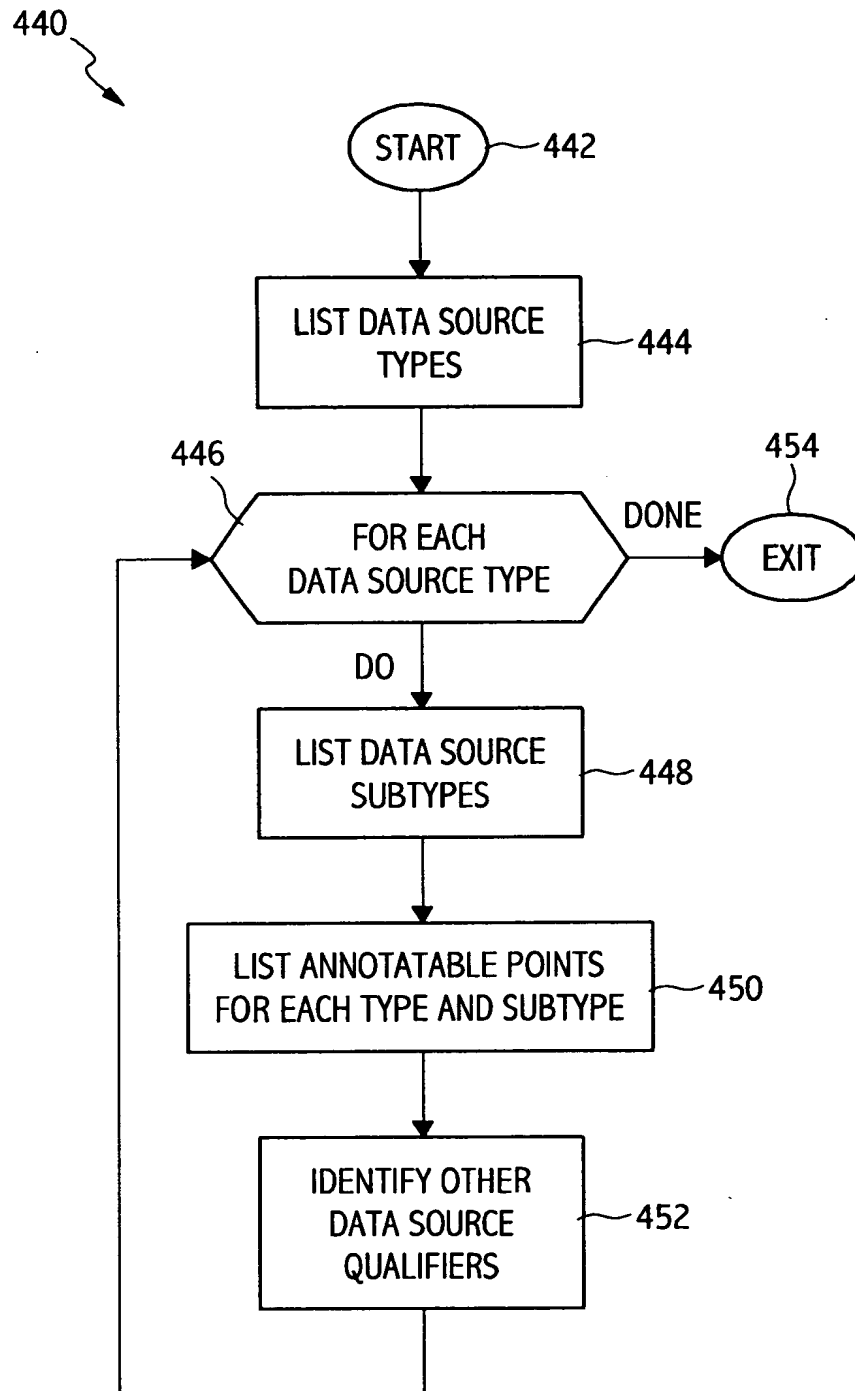 440
START
442
LIST DATA SOURCE
TYPES
444
446
454
FOR EACH
DATA SOURCE TYPE
DONE
EXIT
DO
LIST DATA SOURCE
SUBTYPES
448
LIST ANNOTATABLE POINTS
FOR EACH TYPE AND SUBTYPE
450
IDENTIFY OTHER
DATA SOURCE
QUALIFIERS
452